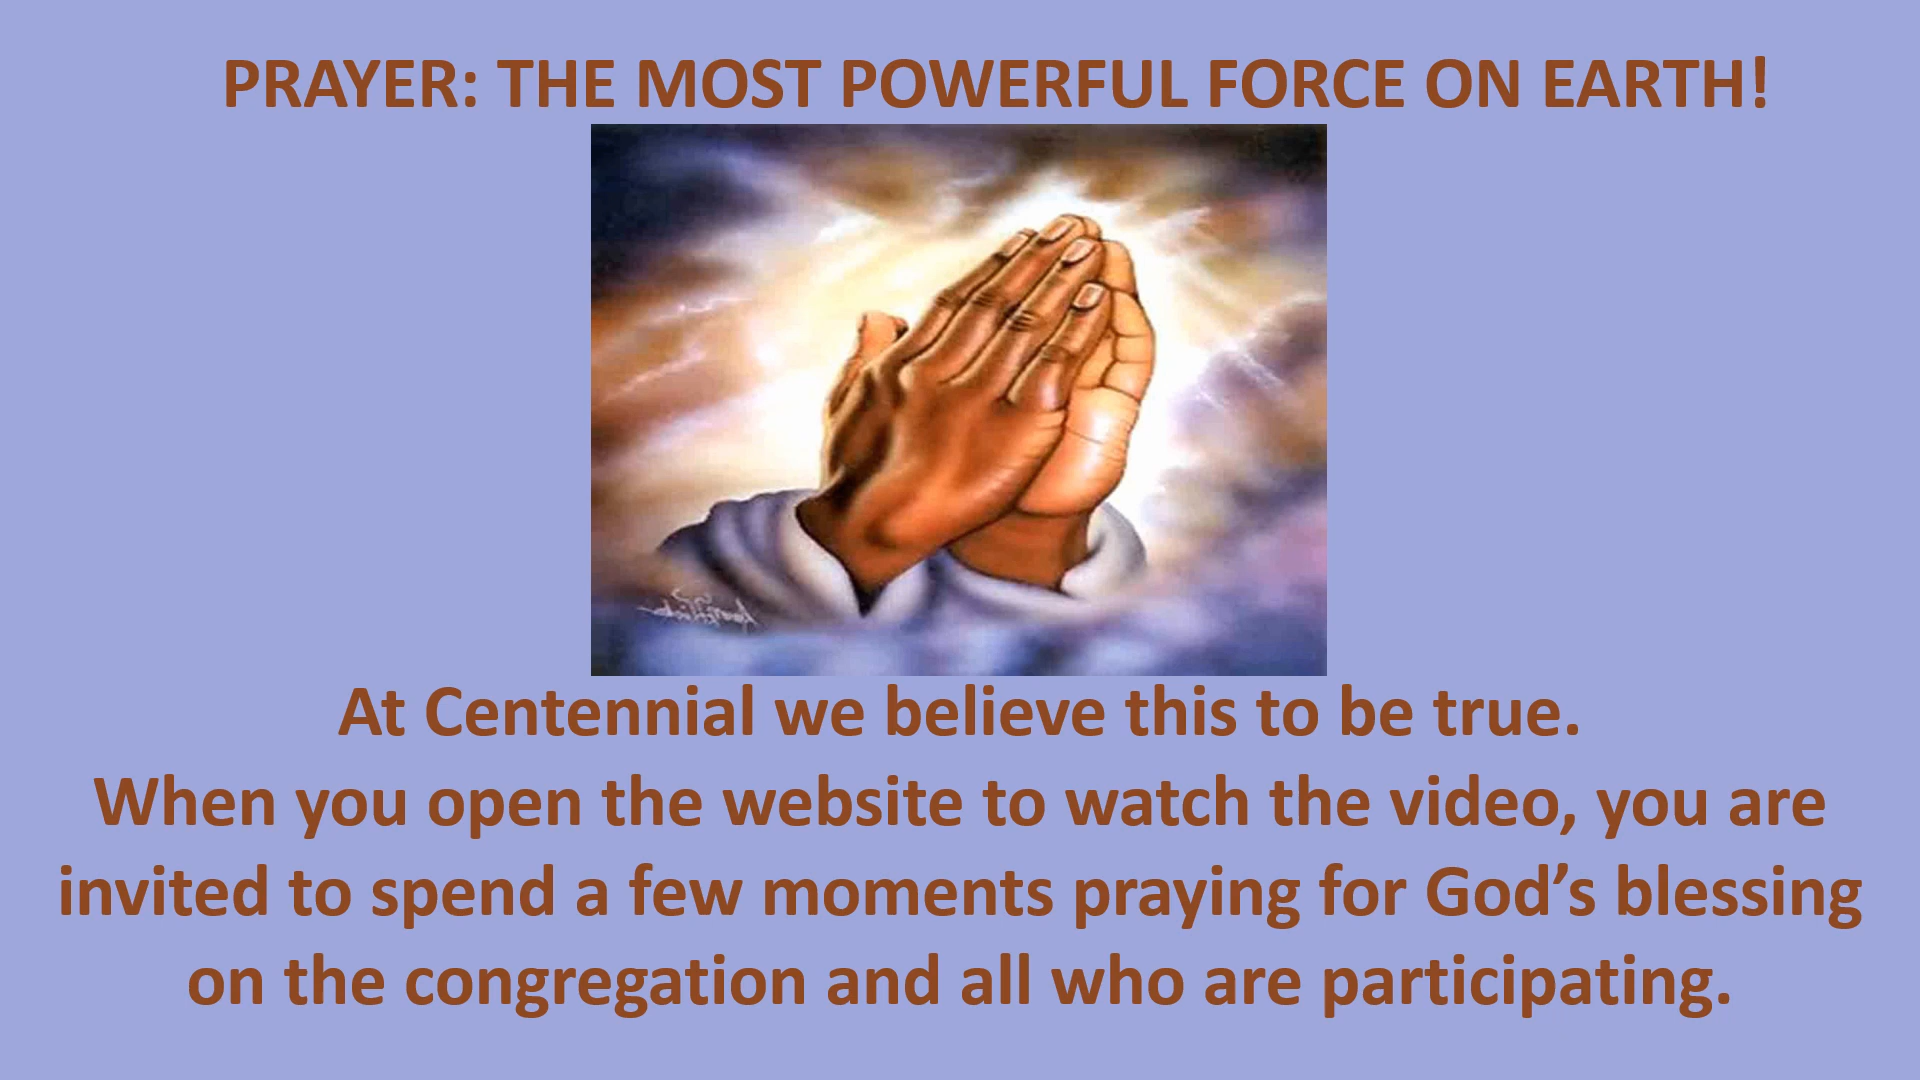 PRAYER: THE MOST POWERFUL FORCE ON EARTH!
At Centennial we believe this to be true.
When you open the website to watch the video, you are
invited to spend a few moments praying for God’s blessing
on the congregation and all who are participating.